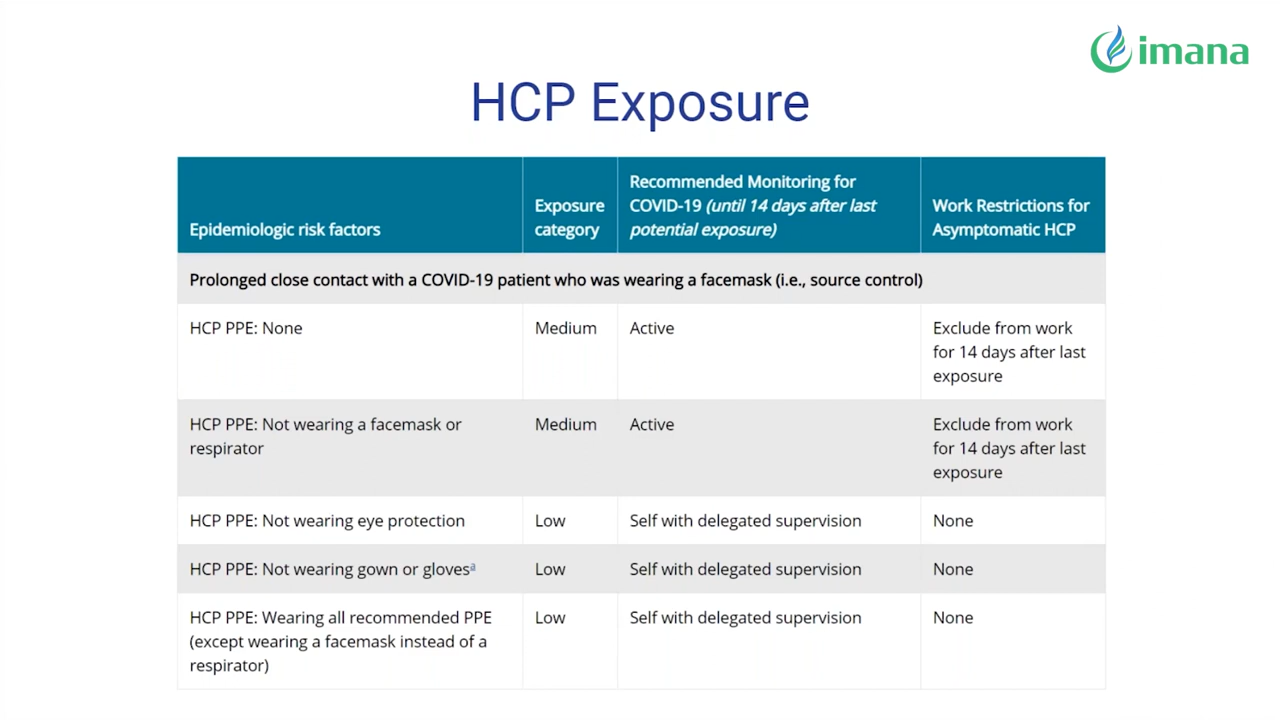 imana
HCP Exposure
Epidemiologic risk factors
Exposure
category
Recommended Monitoring for
COVID-19 (until 14 days after last
potential exposure)
Work Restrictions for
Asymptomatic HCP
Prolonged close contact with a COVID-19 patient who was wearing a facemask (i.e., source control)
HCP PPE: None
Medium
Active
Exclude from work
for 14 days after last
exposure
HCP PPE: Not wearing a facemask or
respirator
Medium
Active
Exclude from work
for 14 days after last
exposure
HCP PPE: Not wearing eye protection
Low
Self with delegated supervision
None
HCP PPE: Not wearing gown or glovesᵃ
Low
Self with delegated supervision
None
HCP PPE: Wearing all recommended PPE
(except wearing a facemask instead of a
respirator)
Low
Self with delegated supervision
None